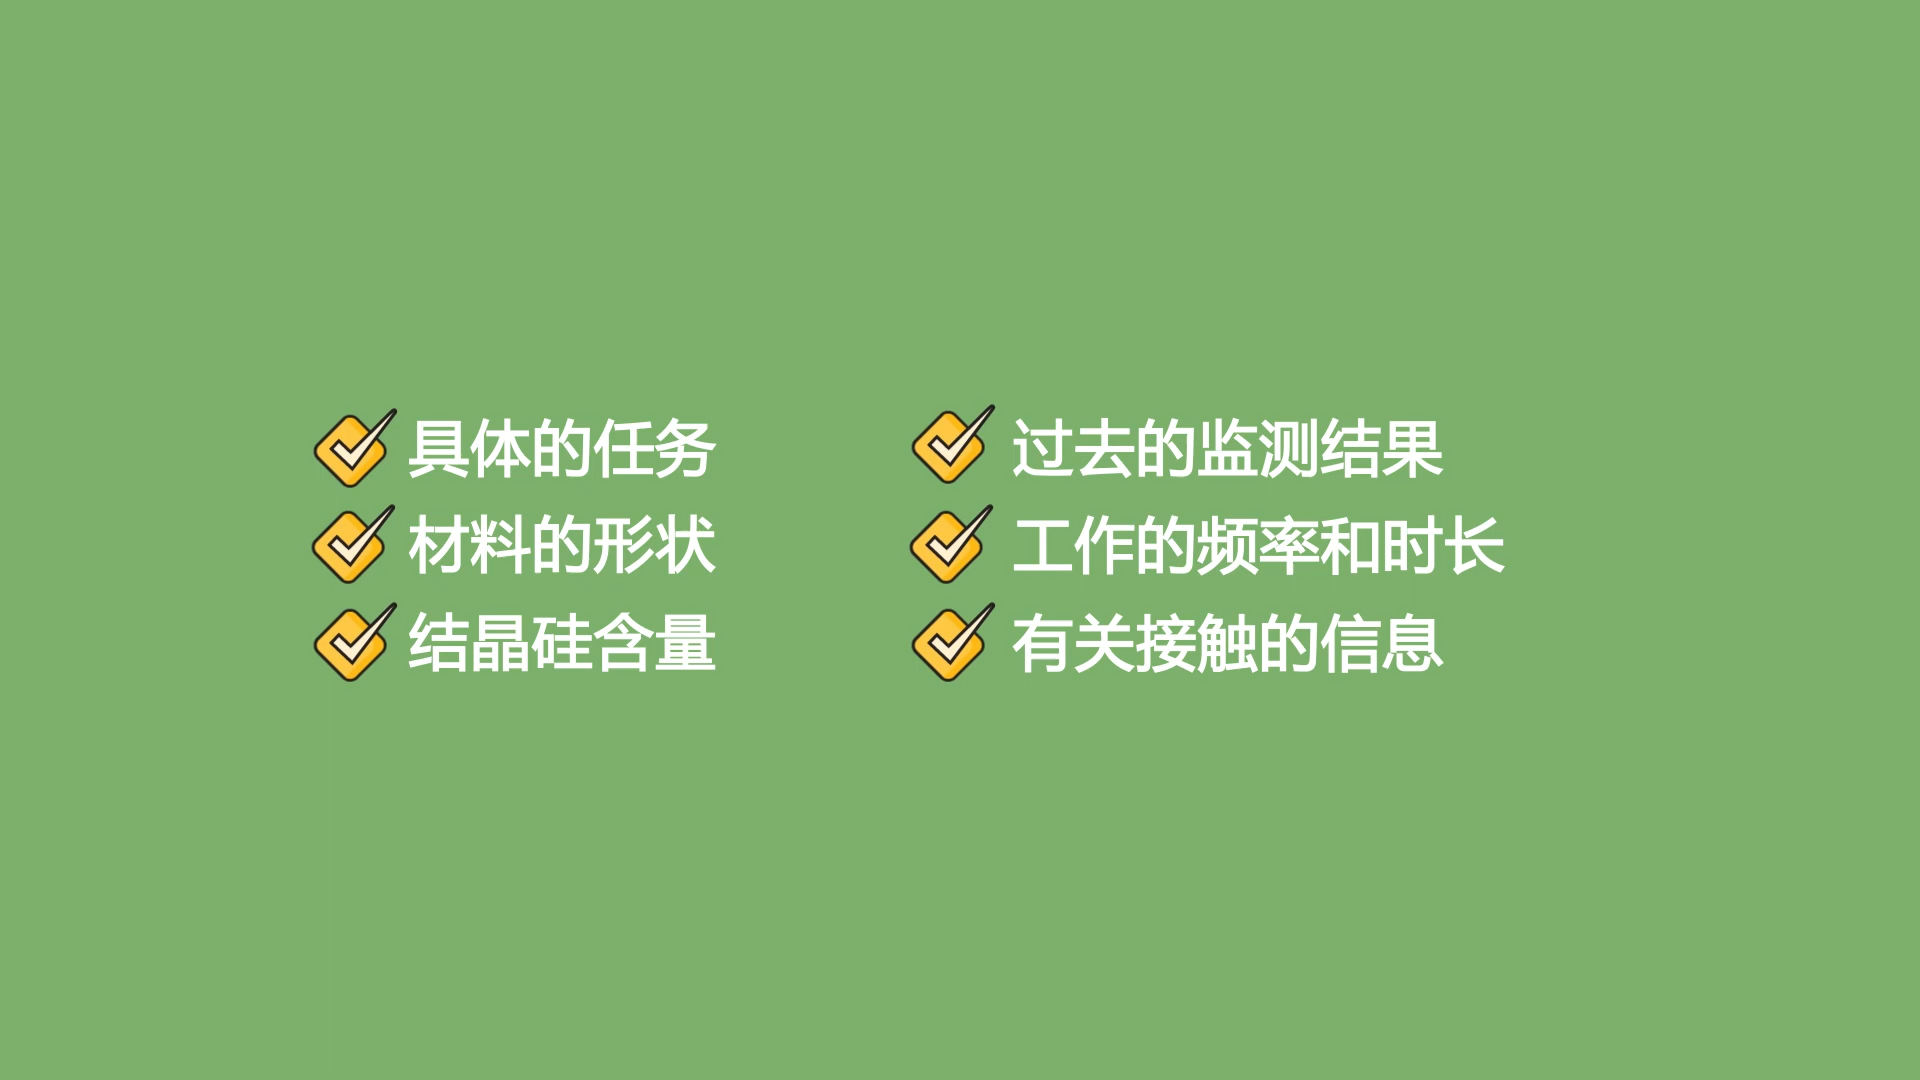 具体的任务
材料的形状
结晶硅含量
过去的监测结果
工作的频率和时长
有关接触的信息